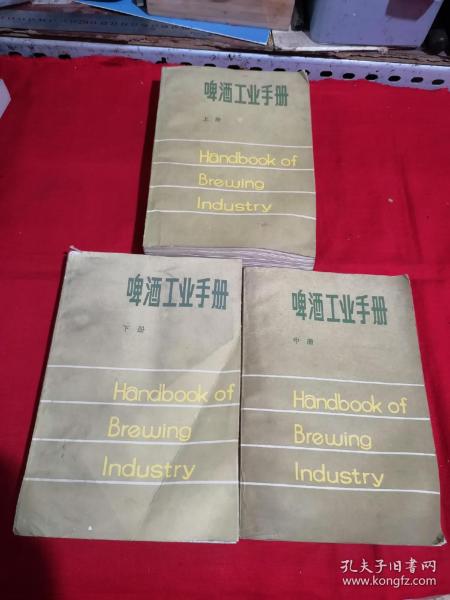 啤酒工业手册
上册
Handbook of
Brewing
Industry
啤酒工业手册
下册
Handbook of
Brewing
Industry
啤酒工业手册
中册
Handbook of
Brewing
Industry
孔夫子旧书网
www.kongfz.com